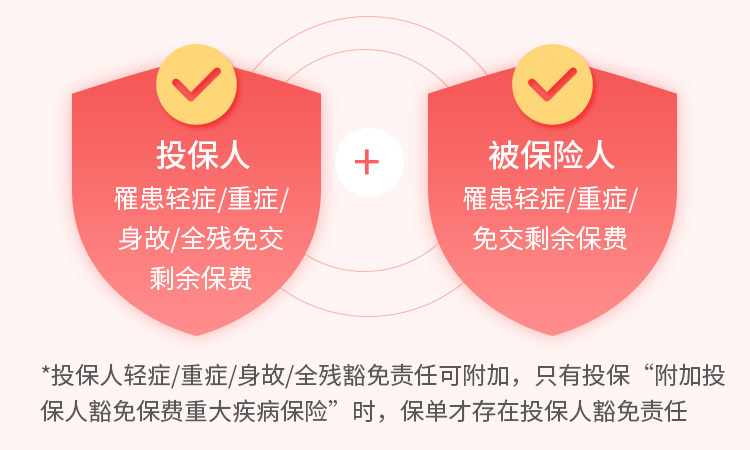 投保人
罹患轻症/重症/
身故/全残免交
剩余保费
+
被保险人
罹患轻症/重症/
免交剩余保费
*投保人轻症/重症/身故/全残豁免责任可附加，只有投保“附加投
保人豁免保费重大疾病保险”时，保单才存在投保人豁免责任